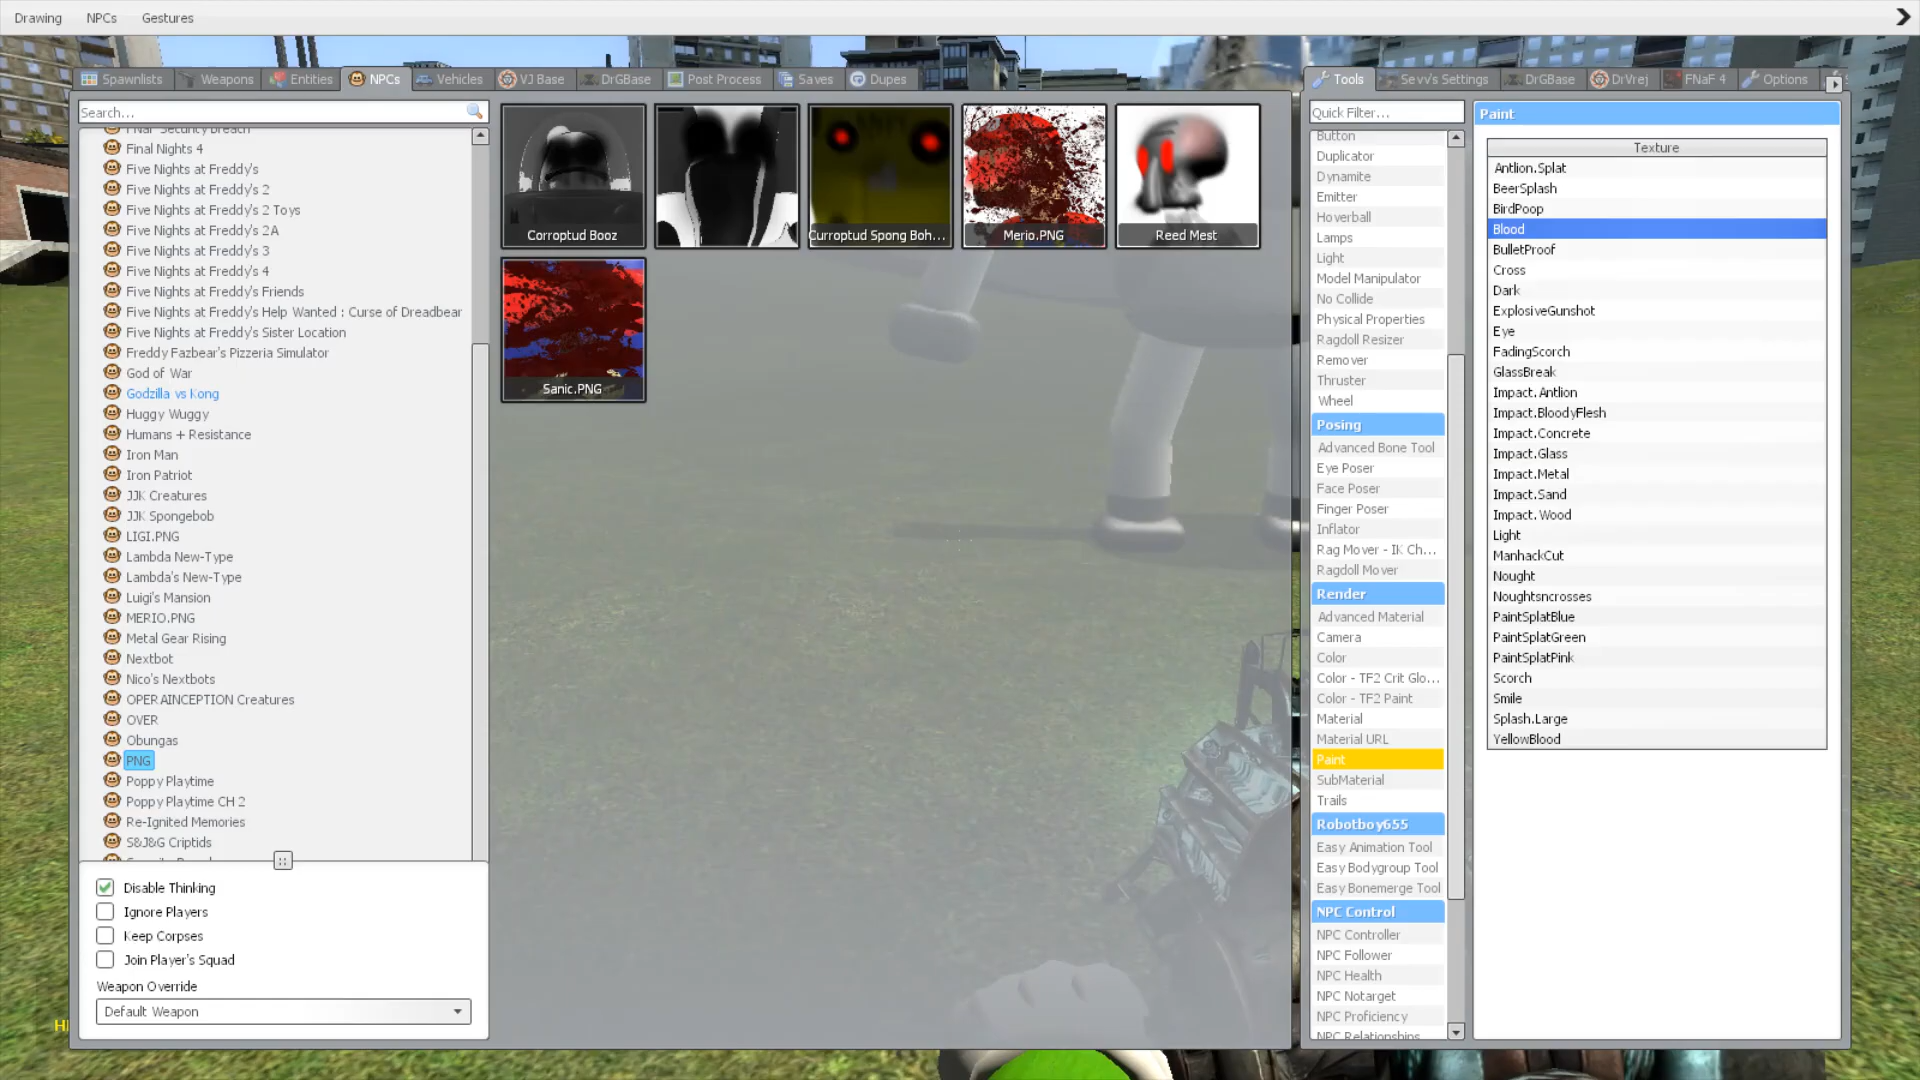 Drawing NPCs Gestures
Spawnlists Weapons Entities NPCs Vehicles VJ Base DrGBase Post Process Saves Dupes
Tools Sevv's Settings DrGBase DrVrej FNaF 4 Options
Search...
FNaF Security Breach
Final Nights 4
Five Nights at Freddy's
Five Nights at Freddy's 2
Five Nights at Freddy's 2 Toys
Five Nights at Freddy's 2A
Five Nights at Freddy's 3
Five Nights at Freddy's 4
Five Nights at Freddy's Friends
Five Nights at Freddy's Help Wanted : Curse of Dreadbear
Five Nights at Freddy's Sister Location
Freddy Fazbear's Pizzeria Simulator
God of War
Godzilla vs Kong
Huggy Wuggy
Humans + Resistance
Iron Man
Iron Patriot
JJK Creatures
JJK Spongebob
LIGI.PNG
Lambda New-Type
Lambda's New-Type
Luigi's Mansion
MERIO.PNG
Metal Gear Rising
Nextbot
Nico's Nextbots
OPERAINCEPTION Creatures
OVER
Obungas
PNG
Poppy Playtime
Poppy Playtime CH 2
Re-Ignited Memories
S&J&G Criptids
Disable Thinking
Ignore Players
Keep Corpses
Join Player's Squad
Weapon Override
Default Weapon
Corroptud Booz
Curroptud Spong Boh...
Merio.PNG
Reed Mest
Sanic.PNG
Quick Filter...
Button
Duplicator
Dynamite
Emitter
Hoverball
Lamps
Light
Model Manipulator
No Collide
Physical Properties
Ragdoll Resizer
Remover
Thruster
Wheel
Posing
Advanced Bone Tool
Eye Poser
Face Poser
Finger Poser
Inflator
Rag Mover - IK Ch...
Ragdoll Mover
Render
Advanced Material
Camera
Color
Color - TF2 Crit Glo...
Color - TF2 Paint
Material
Material URL
Paint
SubMaterial
Trails
Robotboy655
Easy Animation Tool
Easy Bodygroup Tool
Easy Bonemerge Tool
NPC Control
NPC Controller
NPC Follower
NPC Health
NPC Notarget
NPC Proficiency
NPC Relationships
Paint
Texture
Antlion.Splat
BeerSplash
BirdPoop
Blood
BulletProof
Cross
Dark
ExplosiveGunshot
Eye
FadingScorch
GlassBreak
Impact.Antlion
Impact.BloodyFlesh
Impact.Concrete
Impact.Glass
Impact.Metal
Impact.Sand
Impact.Wood
Light
ManhackCut
Nought
Noughtsncrosses
PaintSplatBlue
PaintSplatGreen
PaintSplatPink
Scorch
Smile
Splash.Large
YellowBlood